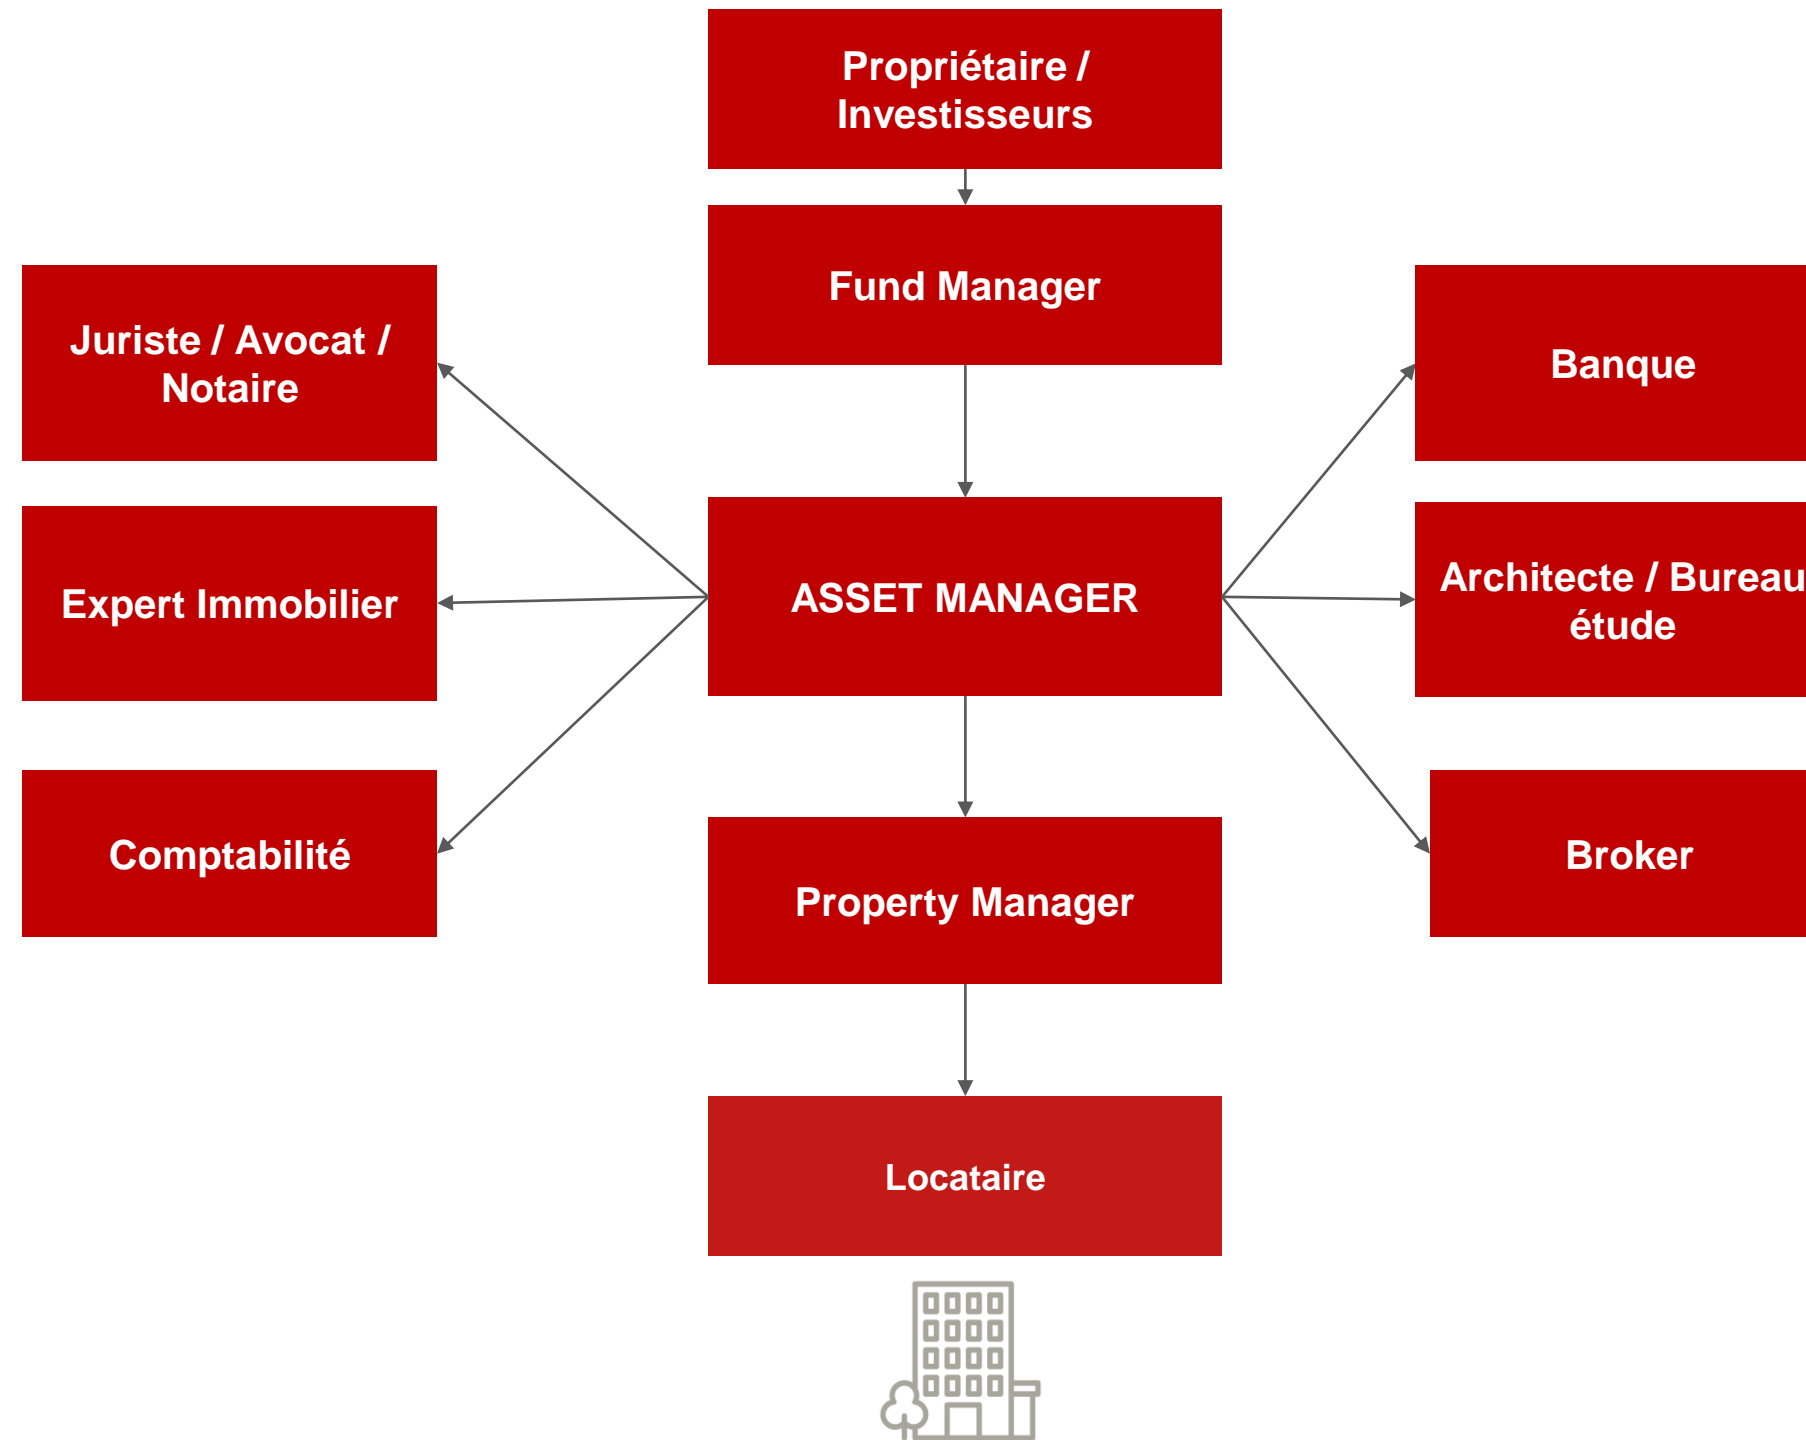 Propriétaire /
Investisseurs
Fund Manager
Juriste / Avocat /
Notaire
Banque
Expert Immobilier
ASSET MANAGER
Architecte / Bureau
étude
Comptabilité
Property Manager
Broker
Locataire